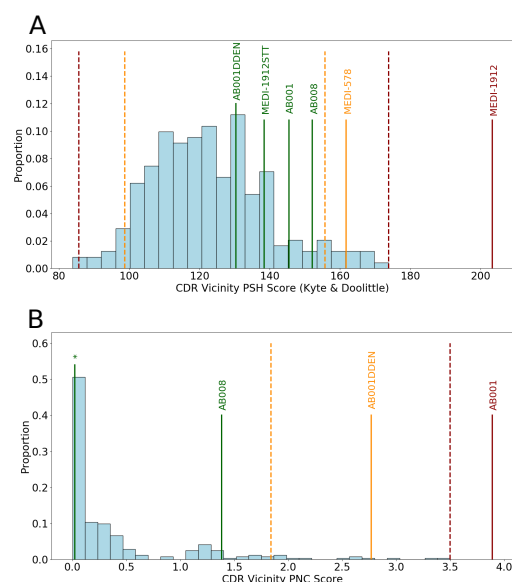 A
0.16
0.14
0.12
0.10
0.08
0.06
0.04
0.02
0.00
Proportion
AB001DDEN
MEDI-1912STT
AB001
AB008
MEDI-578
MEDI-1912
80
100
120
140
160
180
200
CDR Vicinity PSH Score (Kyte & Doolittle)
B
0.6
0.5
0.4
0.3
0.2
0.1
0.0
Proportion
*
AB008
AB001DDEN
AB001
0.0
0.5
1.0
1.5
2.0
2.5
3.0
3.5
4.0
CDR Vicinity PNC Score